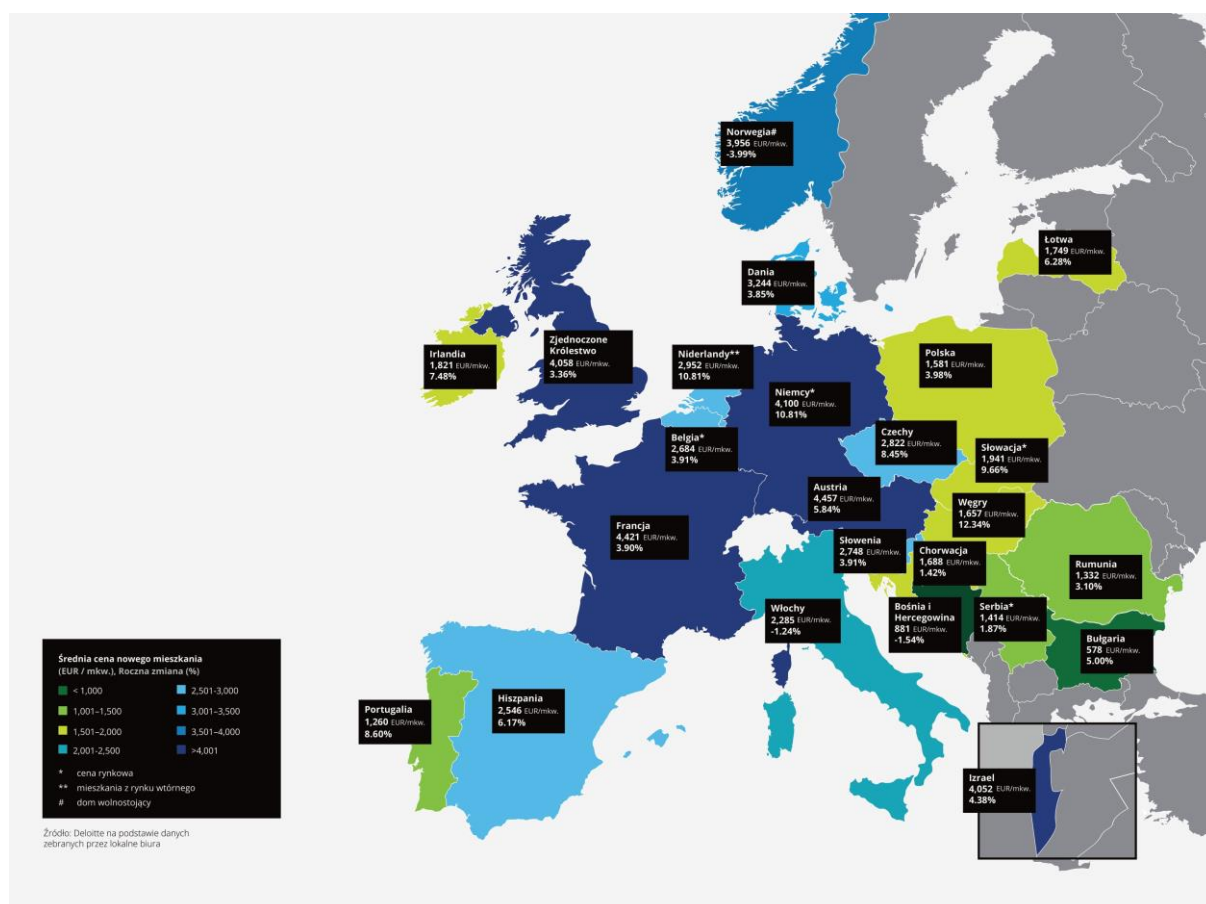 Norwegia#
3,956 EUR/mkw.
-3.99%
Łotwa
1,749 EUR/mkw.
6.28%
Dania
3,244 EUR/mkw.
3.85%
Irlandia
1,821 EUR/mkw.
7.48%
Zjednoczone
Królestwo
4,058 EUR/mkw.
3.36%
Niderlandy**
2,952 EUR/mkw.
10.81%
Polska
1,581 EUR/mkw.
3.98%
Niemcy*
4,100 EUR/mkw.
10.81%
Belgia*
2,684 EUR/mkw.
3.91%
Czechy
2,822 EUR/mkw.
8.45%
Słowacja*
1,941 EUR/mkw.
9.66%
Austria
4,457 EUR/mkw.
5.84%
Węgry
1,657 EUR/mkw.
12.34%
Francja
4,421 EUR/mkw.
3.90%
Słowenia
2,748 EUR/mkw.
3.91%
Chorwacja
1,688 EUR/mkw.
1.42%
Rumunia
1,332 EUR/mkw.
3.10%
Włochy
2,285 EUR/mkw.
-1.24%
Bośnia i
Hercegowina
881 EUR/mkw.
-1.54%
Serbia*
1,414 EUR/mkw.
1.87%
Bułgaria
578 EUR/mkw.
5.00%
Portugalia
1,260 EUR/mkw.
8.60%
Hiszpania
2,546 EUR/mkw.
6.17%
Izrael
4,052 EUR/mkw.
4.38%
Średnia cena nowego mieszkania
(EUR / mkw.), Roczna zmiana (%)
< 1,000
2,501-3,000
1,001–1,500
3,001–3,500
1,501–2,000
3,501–4,000
2,001-2,500
>4,001
* cena rynkowa
** mieszkania z rynku wtórnego
# dom wolnostojący
Źródło: Deloitte na podstawie danych
zebranych przez lokalne biura